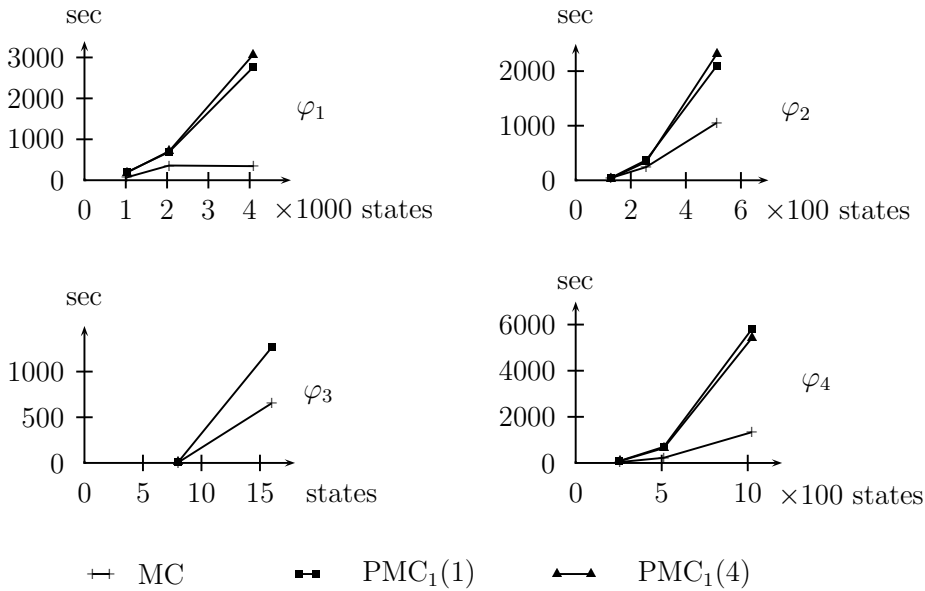 sec
3000
2000
1000
0
0 1 2 3 4 ×1000 states
φ1
sec
2000
1000
0
0 2 4 6 ×100 states
φ2
sec
1000
500
0
0 5 10 15 states
φ3
sec
6000
4000
2000
0
0 5 10 ×100 states
φ4
MC PMC1(1) PMC1(4)